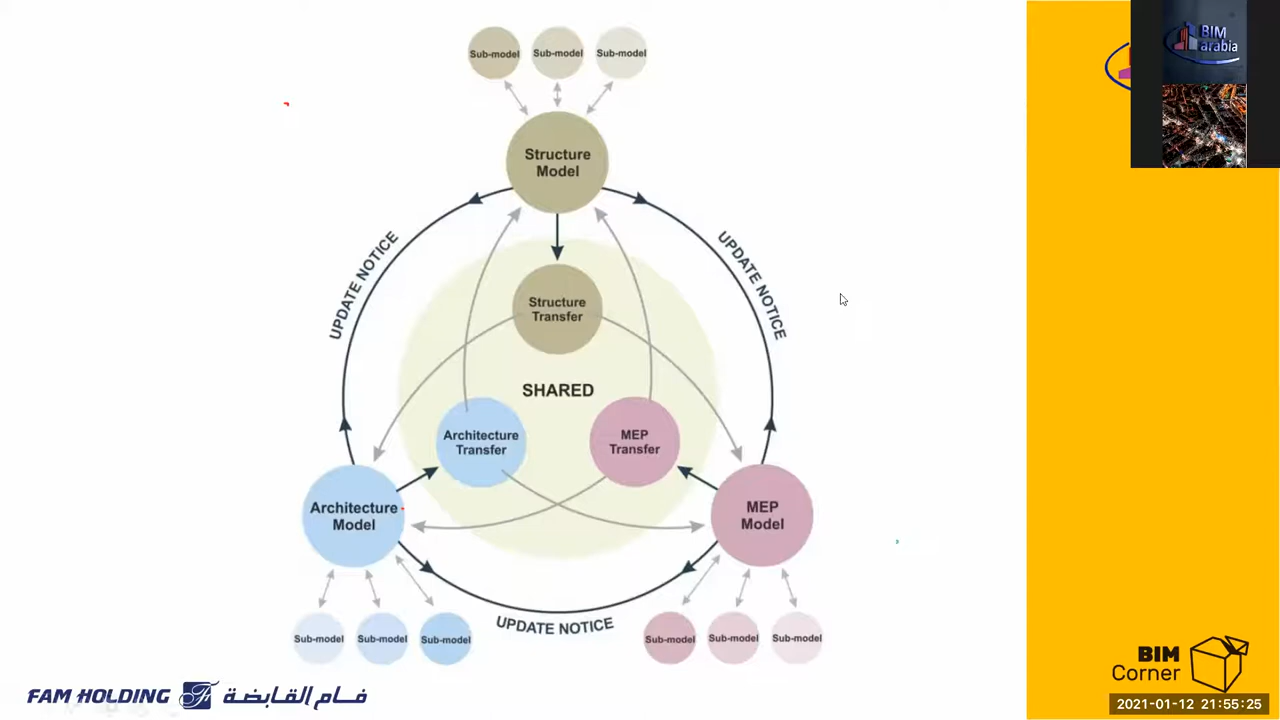 Sub-model
Sub-model
Sub-model
BIM
arabia
Structure
Model
UPDATE NOTICE
UPDATE NOTICE
Structure
Transfer
SHARED
Architecture
Transfer
MEP
Transfer
Architecture
Model
MEP
Model
UPDATE NOTICE
Sub-model
Sub-model
Sub-model
Sub-model
Sub-model
Sub-model
BIM
Corner
FAM HOLDING فام القابضة
2021-01-12 21:55:25